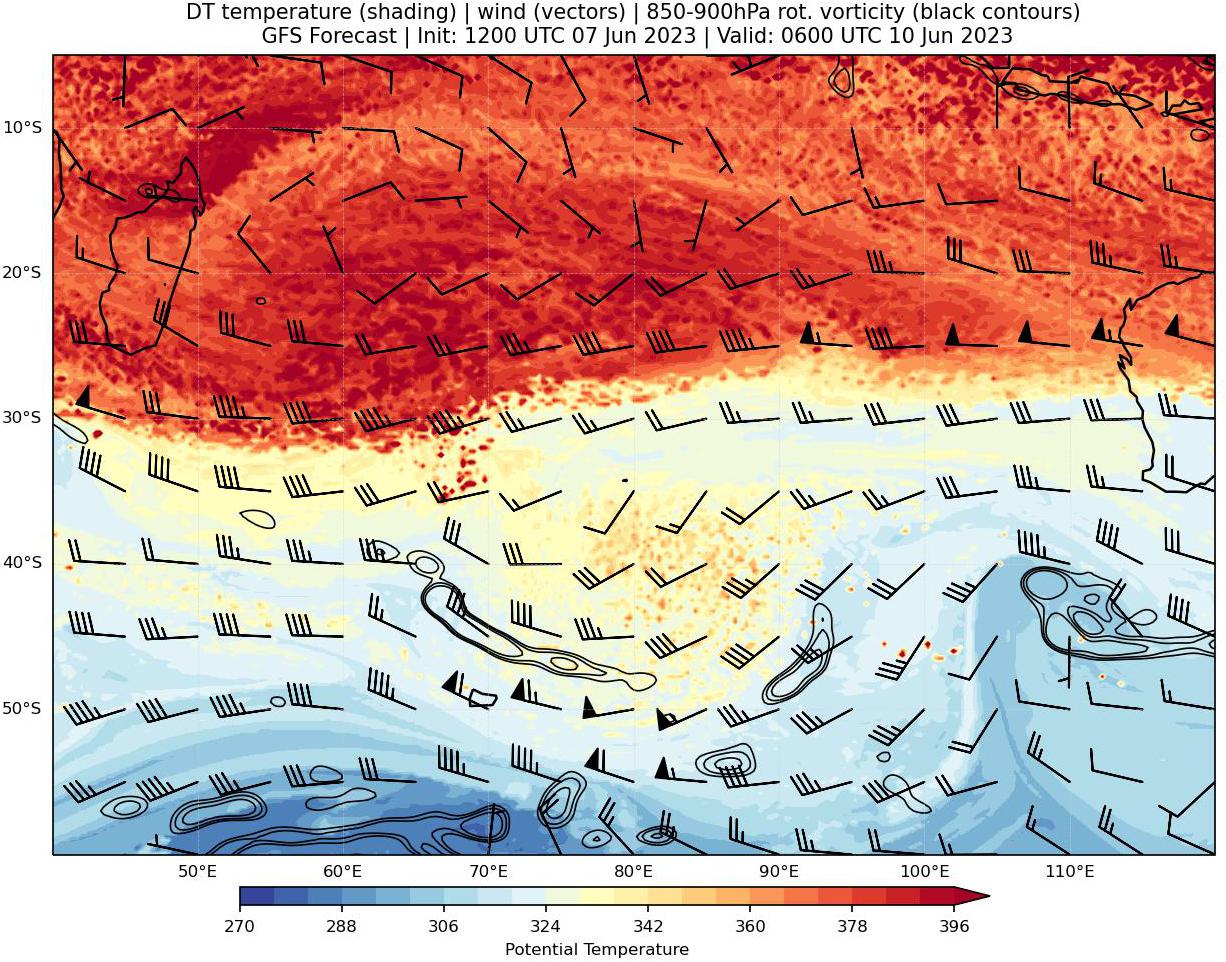 DT temperature (shading) | wind (vectors) | 850-900hPa rot. vorticity (black contours)
GFS Forecast | Init: 1200 UTC 07 Jun 2023 | Valid: 0600 UTC 10 Jun 2023
10°S
20°S
30°S
40°S
50°S
50°E 60°E 70°E 80°E 90°E 100°E 110°E
270 288 306 324 342 360 378 396
Potential Temperature